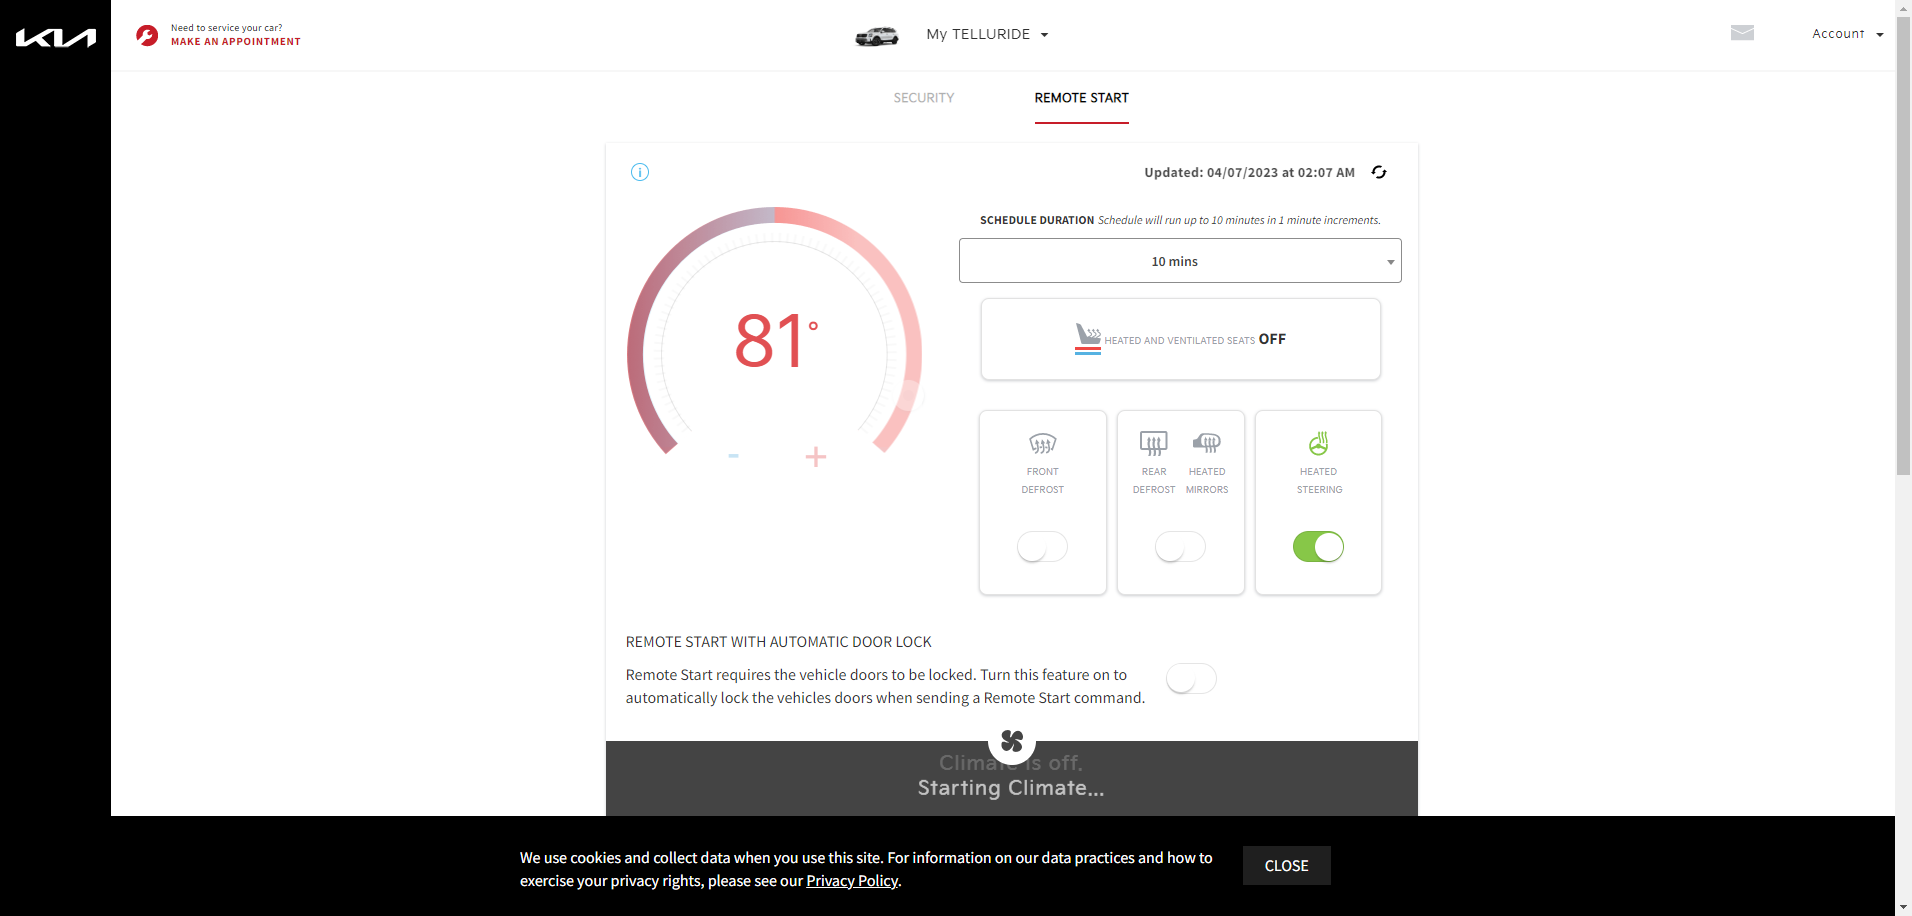 KIA
Need to service your car?
MAKE AN APPOINTMENT
My TELLURIDE
Account
SECURITY
REMOTE START
Updated: 04/07/2023 at 02:07 AM
81°
-
+
SCHEDULE DURATION Schedule will run up to 10 minutes in 1 minute increments.
10 mins
HEATED AND VENTILATED SEATS OFF
FRONT
DEFROST
REAR
DEFROST
HEATED
MIRRORS
HEATED
STEERING
REMOTE START WITH AUTOMATIC DOOR LOCK
Remote Start requires the vehicle doors to be locked. Turn this feature on to
automatically lock the vehicles doors when sending a Remote Start command.
Climate is off.
Starting Climate...
We use cookies and collect data when you use this site. For information on our data practices and how to
exercise your privacy rights, please see our Privacy Policy.
CLOSE